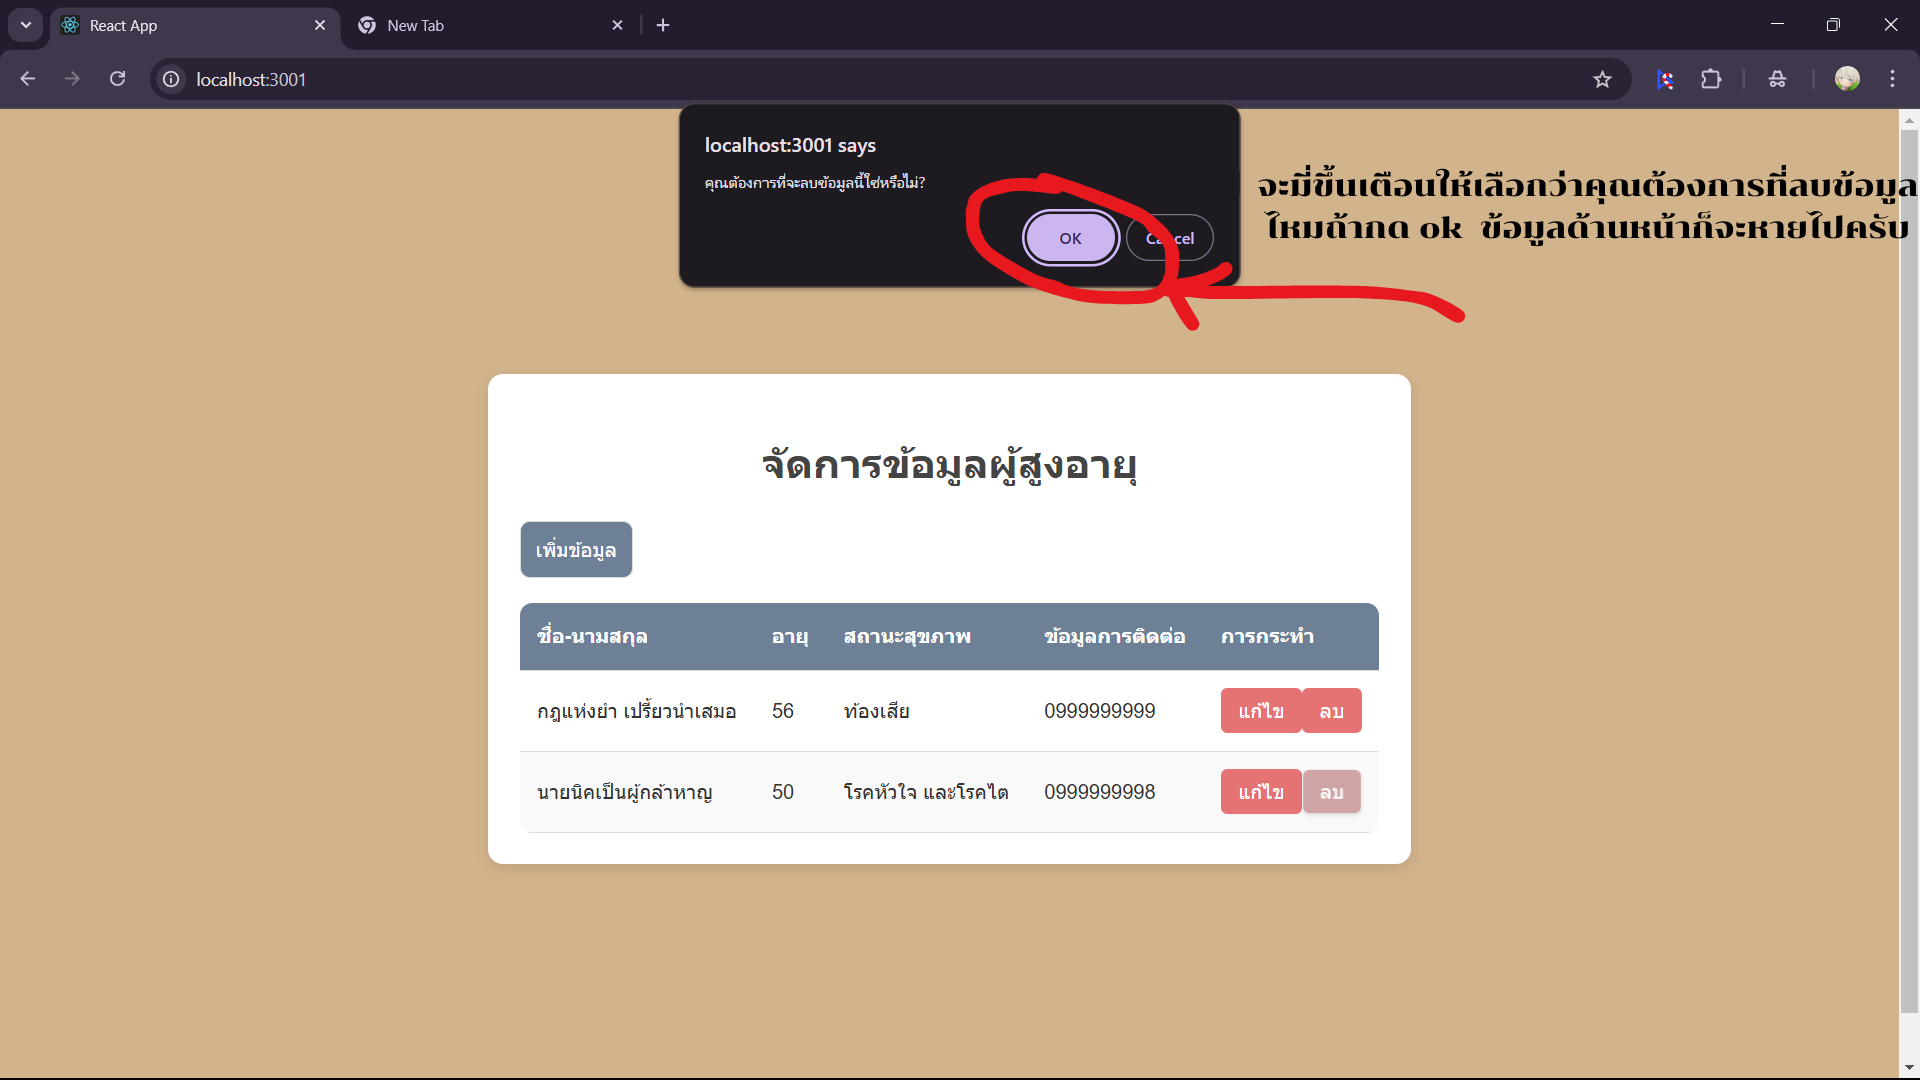 React App
New Tab
localhost:3001
localhost:3001 says
คุณต้องการที่จะลบข้อมูลนี้ใช่หรือไม่?
OK
Cancel
จะมี่ขึ้นเตือนให้เลือกว่าคุณต้องการที่ลบข้อมูล
ไหมถ้ากด ok ข้อมูลด้านหน้าก็จะหายไปครับ
จัดการข้อมูลผู้สูงอายุ
เพิ่มข้อมูล
ชื่อ-นามสกุล อายุ สถานะสุขภาพ ข้อมูลการติดต่อ การกระทำ
กฎแห่งยำ เปรี้ยวนำเสมอ 56 ท้องเสีย 0999999999 แก้ไข ลบ
นายนิคเป็นผู้กล้าหาญ 50 โรคหัวใจ และโรคไต 0999999998 แก้ไข ลบ